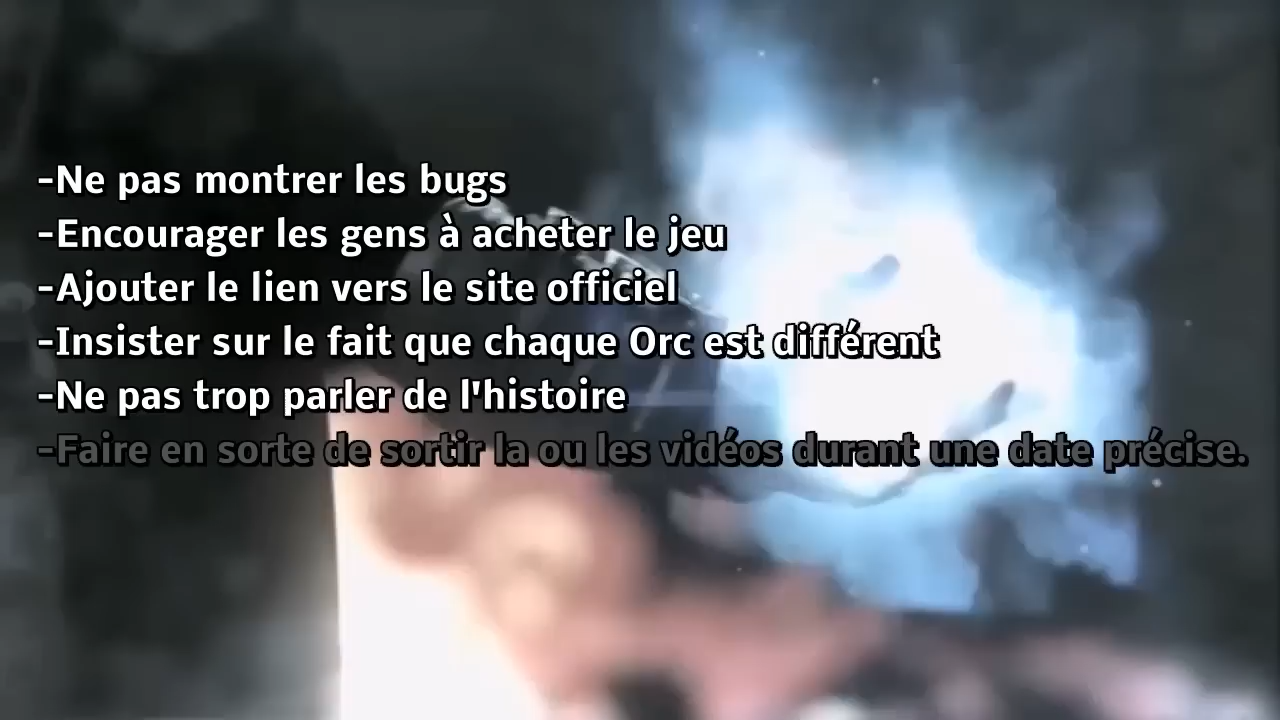 -Ne pas montrer les bugs
-Encourager les gens à acheter le jeu
-Ajouter le lien vers le site officiel
-Insister sur le fait que chaque Orc est différent
-Ne pas trop parler de l'histoire
-Faire en sorte de sortir la ou les vidéos durant une date précise.